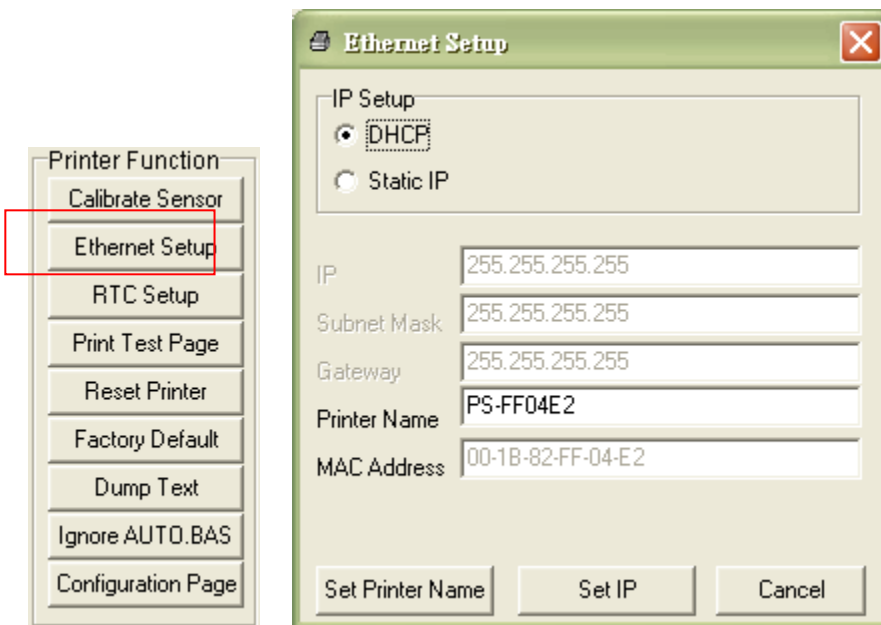 Printer Function
Calibrate Sensor
Ethernet Setup
RTC Setup
Print Test Page
Reset Printer
Factory Default
Dump Text
Ignore AUTO.BAS
Configuration Page
Ethernet Setup
IP Setup
DHCP
Static IP
IP 255.255.255.255
Subnet Mask 255.255.255.255
Gateway 255.255.255.255
Printer Name PS-FF04E2
MAC Address 00-1B-82-FF-04-E2
Set Printer Name Set IP Cancel